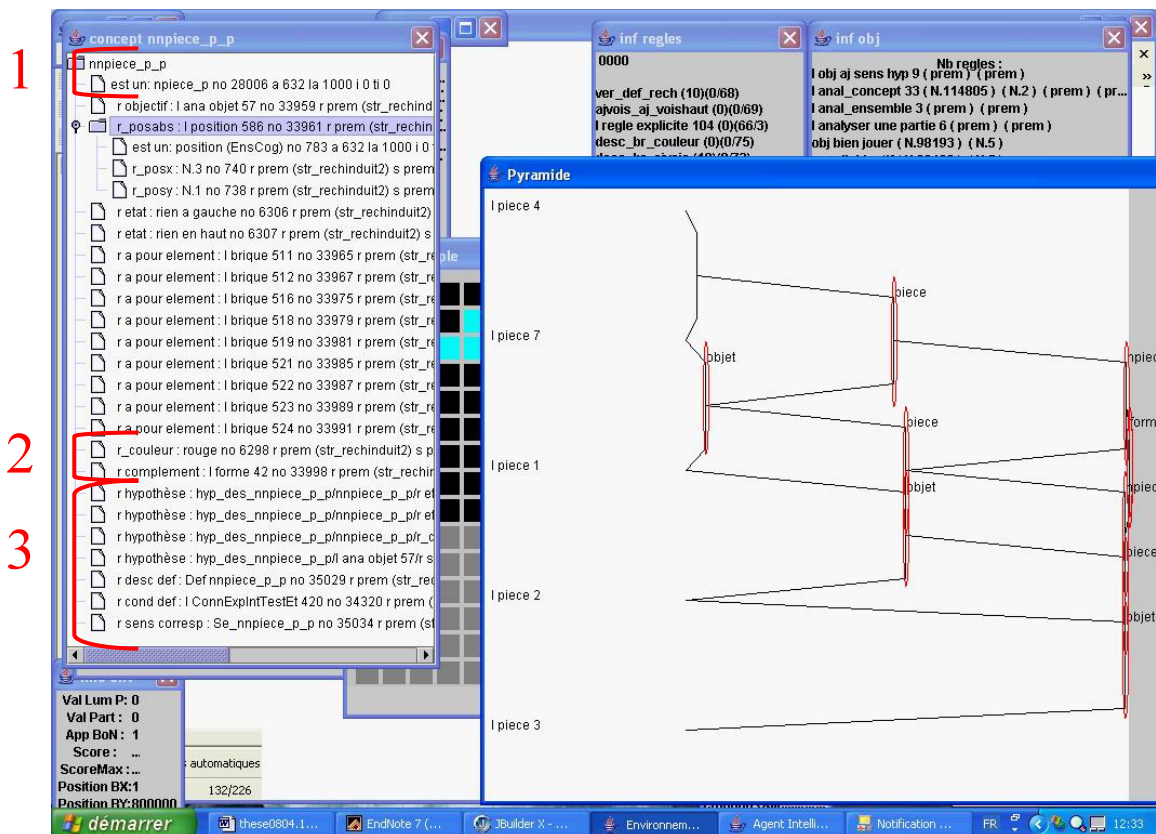 1
2
3
concept nnpiece_p_p
nnpiece_p_p
est un: npiece_p no 28006 a 632 la 1000 i 0 ti 0
r objectif : I ana objet 57 no 33959 r prem (str_rechind
r_posabs : I position 586 no 33961 r prem (str_rechin
est un: position (EnsCog) no 783 a 632 la 1000 i 0
r_posx : N.3 no 740 r prem (str_rechinduit2) s prem
r_posy : N.1 no 738 r prem (str_rechinduit2) s prem
r etat : rien a gauche no 6306 r prem (str_rechinduit2)
r etat : rien en haut no 6307 r prem (str_rechinduit2) s
r a pour element : I brique 511 no 33965 r prem (str_r
r a pour element : I brique 512 no 33967 r prem (str_re
r a pour element : I brique 516 no 33975 r prem (str_re
r a pour element : I brique 518 no 33979 r prem (str_re
r a pour element : I brique 519 no 33981 r prem (str_re
r a pour element : I brique 521 no 33985 r prem (str_re
r a pour element : I brique 522 no 33987 r prem (str_re
r a pour element : I brique 523 no 33989 r prem (str_re
r a pour element : I brique 524 no 33991 r prem (str_re
r_couleur : rouge no 6298 r prem (str_rechinduit2) s p
r complement : I forme 42 no 33998 r prem (str_rechir
r hypothèse : hyp_des_nnpiece_p_p/nnpiece_p_p/r et
r hypothèse : hyp_des_nnpiece_p_p/nnpiece_p_p/r et
r hypothèse : hyp_des_nnpiece_p_p/nnpiece_p_p/r_c
r hypothèse : hyp_des_nnpiece_p_p/I ana objet 57/r s
r desc def : Def nnpiece_p_p no 35029 r prem (str_rec
r cond def : I ConnExpIntTestEt 420 no 34320 r prem (
r sens corresp : Se_nnpiece_p_p no 35034 r prem (st
inf regles
0000
ver_def_rech (10)(0/68)
ajvois_aj_voishaut (0)(0/69)
I regle explicite 104 (0)(66/3)
desc_br_couleur (0)(0/75)
inf obj
Nb regles :
I obj aj sens hyp 9 ( prem ) ( prem )
I anal_concept 33 ( N.114805 ) ( N.2 ) ( prem ) ( pr...
I anal_ensemble 3 ( prem ) ( prem )
I analyser une partie 6 ( prem ) ( prem )
obj bien jouer ( N.98193 ) ( N.5 )
»
ple
Pyramide
I piece 4
piece
I piece 7
objet
npiec
piece
form
I piece 1
objet
npiec
piece
I piece 2
objet
I piece 3
Val Lum P: 0
Val Part : 0
App BoN : 1
Score : ...
ScoreMax :...
Position BX:1
Position BY:800000
s automatiques
132/226
démarrer
these0804.1...
EndNote 7 (...
JBuilder X - ...
Environnem...
Agent Intelli...
Notification ...
FR
12:33